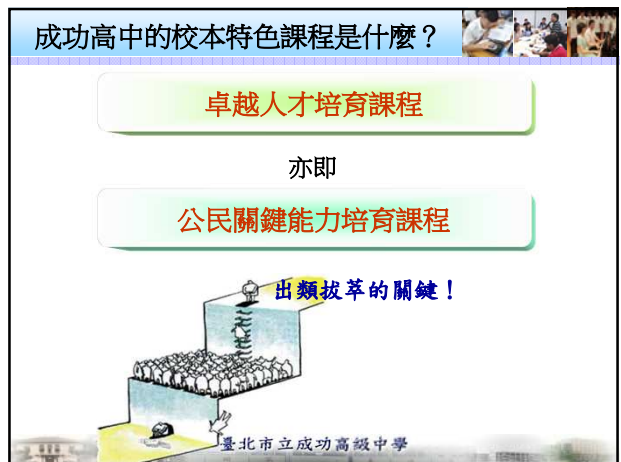 成功高中的校本特色課程是什麼？
卓越人才培育課程
亦即
公民關鍵能力培育課程
出類拔萃的關鍵！
臺北市立成功高級中學